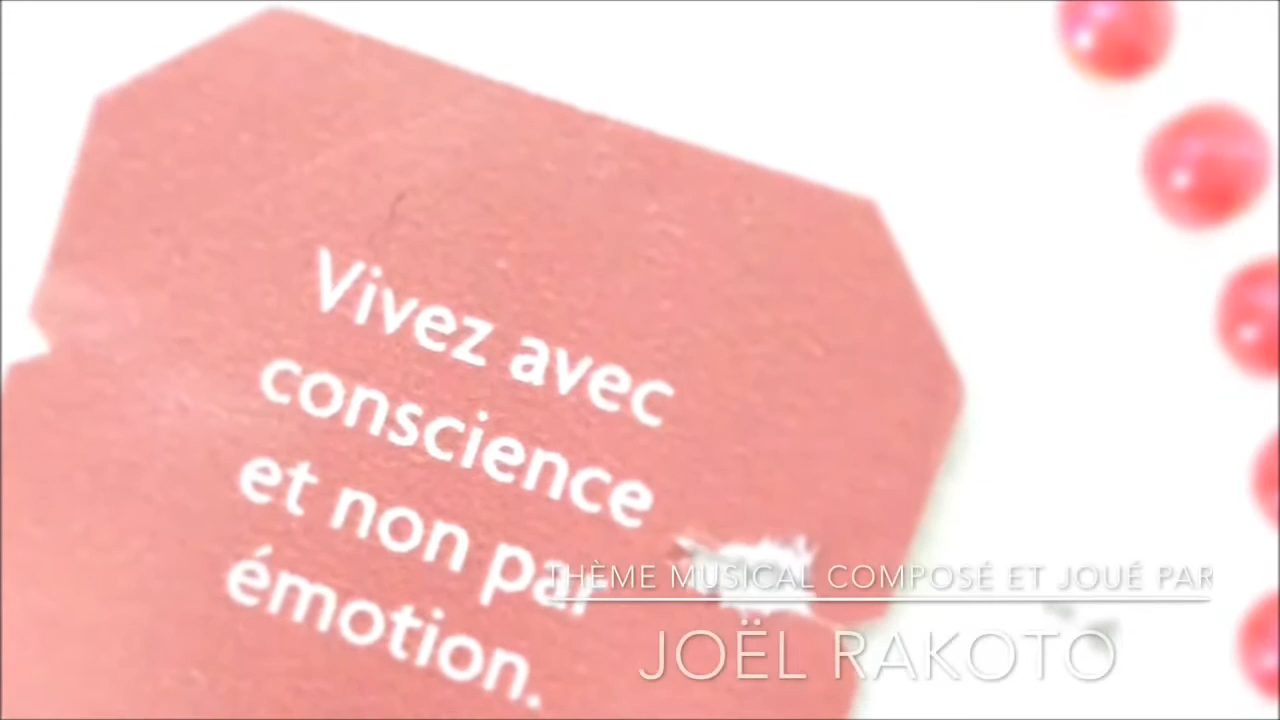 Vivez avec
conscience
et non par
émotion.
THÈME MUSICAL COMPOSÉ ET JOUÉ PAR
JOËL RAKOTO